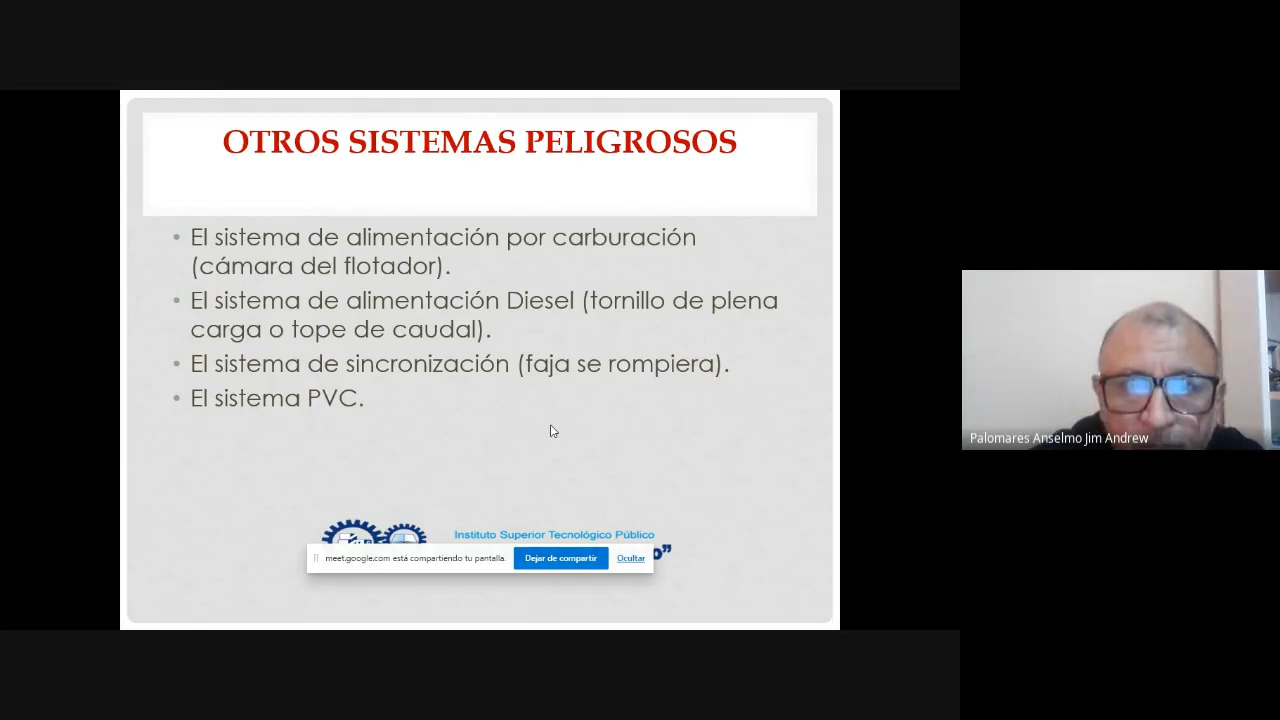 OTROS SISTEMAS PELIGROSOS
• El sistema de alimentación por carburación
(cámara del flotador).
• El sistema de alimentación Diesel (tornillo de plena
carga o tope de caudal).
• El sistema de sincronización (faja se rompiera).
• El sistema PVC.
Instituto Superior Tecnológico Público
meet.google.com está compartiendo tu pantalla. Dejar de compartir Ocultar
Palomares Anselmo Jim Andrew